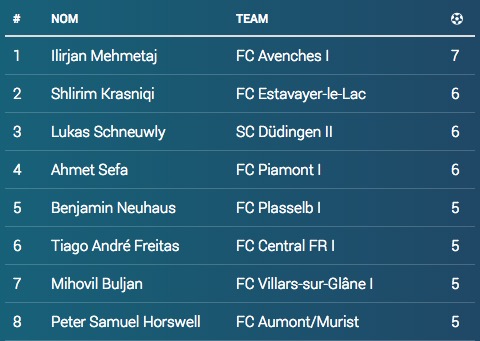 # NOM TEAM
1 Ilirjan Mehmetaj FC Avenches I 7
2 Shlirim Krasniqi FC Estavayer-le-Lac 6
3 Lukas Schneuwly SC Düdingen II 6
4 Ahmet Sefa FC Piamont I 6
5 Benjamin Neuhaus FC Plasselb I 5
6 Tiago André Freitas FC Central FR I 5
7 Mihovil Buljan FC Villars-sur-Glâne I 5
8 Peter Samuel Horswell FC Aumont/Murist 5